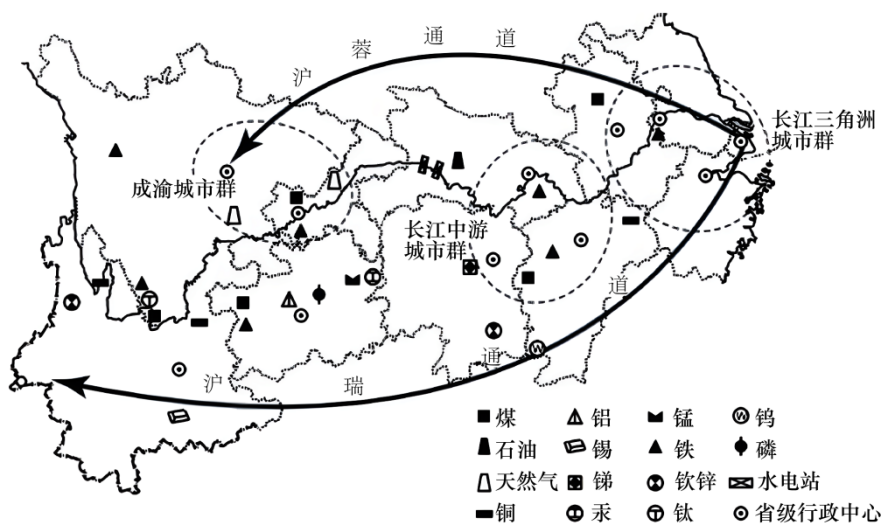 沪蓉通道
长江三角洲
城市群
成渝城市群
长江中游
城市群
沪瑞通道
W
煤
铝
锰
W
钨
石油
锡
铁
磷
天然气
锑
钦锌
水电站
铜
汞
钛
省级行政中心